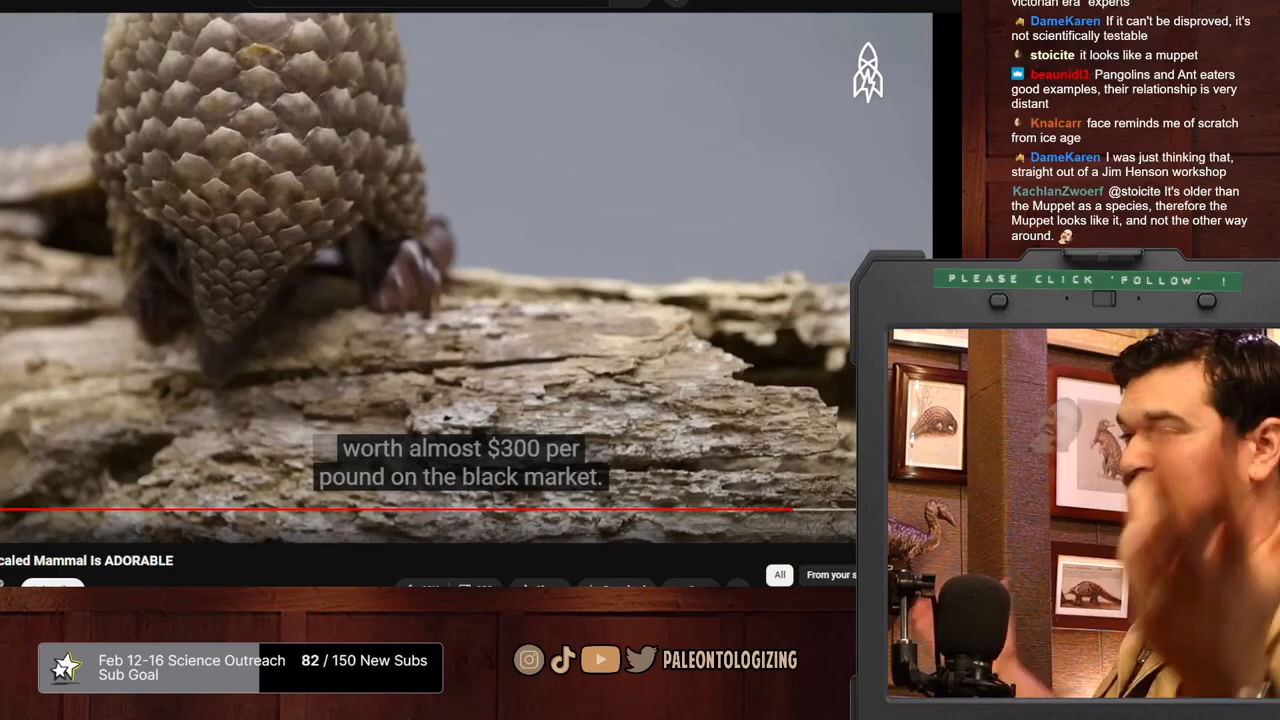 DameKaren If it can't be disproved, it's
not scientifically testable
stoicite it looks like a muppet
beaunidl3 Pangolins and Ant eaters
good examples, their relationship is very
distant
Knalcarr face reminds me of scratch
from ice age
DameKaren I was just thinking that,
straight out of a Jim Henson workshop
KachlanZwoerf @stoicite It's older than
the Muppet as a species, therefore the
Muppet looks like it, and not the other way
around.
PLEASE CLICK "FOLLOW" !
worth almost $300 per
pound on the black market.
caled Mammal Is ADORABLE
All
From your s
Feb 12-16 Science Outreach 82 / 150 New Subs
Sub Goal
PALEONTOLOGIZING